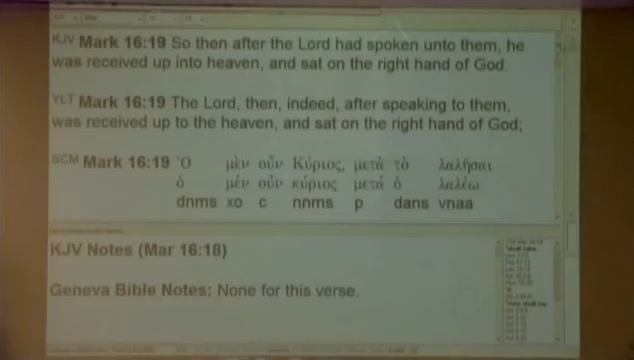 KJV Mark 16:19 So then after the Lord had spoken unto them, he
was received up into heaven, and sat on the right hand of God.
YLT Mark 16:19 The Lord, then, indeed, after speaking to them,
was received up to the heaven, and sat on the right hand of God;
SCM Mark 16:19 Ὁ μὲν οὖν Κύριος, μετὰ τὸ λαλῆσαι
ὁ μέν οὖν κύριος μετά ὁ λαλέω
dnms xo c nnms p dans vnaa
KJV Notes (Mar 16:18)
Geneva Bible Notes: None for this verse.